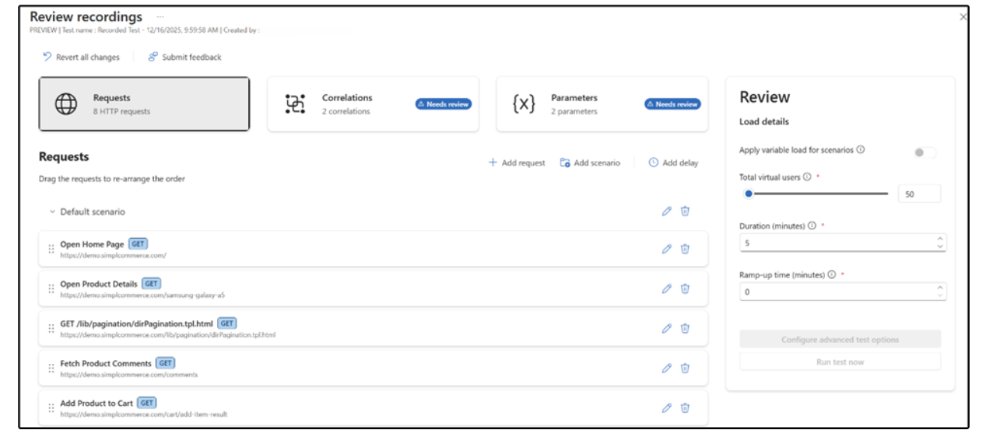 Review recordings ...
PREVIEW | Test name : Recorded Test - 12/16/2025, 9:59:58 AM | Created by :
Revert all changes
Submit feedback
Requests
8 HTTP requests
Correlations
2 correlations
Needs review
{x}
Parameters
2 parameters
Needs review
Requests
+ Add request
Add scenario
Add delay
Drag the requests to re-arrange the order
Default scenario
Open Home Page GET
https://demo.simplcommerce.com/
Open Product Details GET
https://demo.simplcommerce.com/samsung-galaxy-a5
GET /lib/pagination/dirPagination.tpl.html GET
https://demo.simplcommerce.com/lib/pagination/dirPagination.tpl.html
Fetch Product Comments GET
https://demo.simplcommerce.com/comments
Add Product to Cart GET
https://demo.simplcommerce.com/cart/add-item-result
Review
Load details
Apply variable load for scenarios
Total virtual users *
50
Duration (minutes) *
5
Ramp-up time (minutes) *
0
Configure advanced test options
Run test now